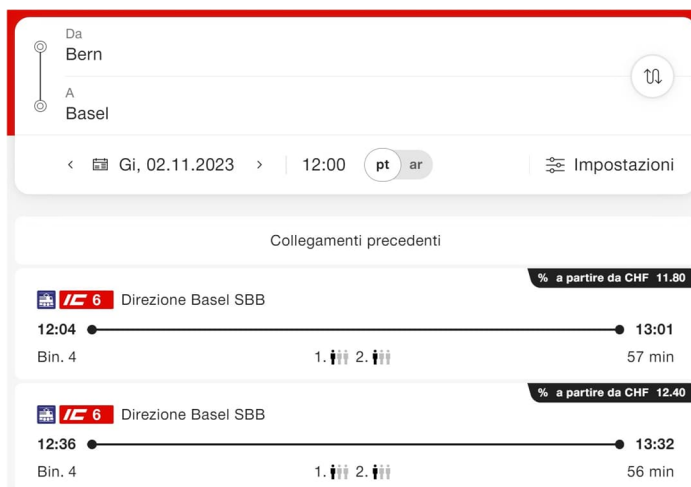 Da
Bern
A
Basel
Gi, 02.11.2023 12:00 pt ar Impostazioni
Collegamenti precedenti
% a partire da CHF 11.80
IC 6 Direzione Basel SBB
12:04 13:01
Bin. 4 1. 2. 57 min
% a partire da CHF 12.40
IC 6 Direzione Basel SBB
12:36 13:32
Bin. 4 1. 2. 56 min